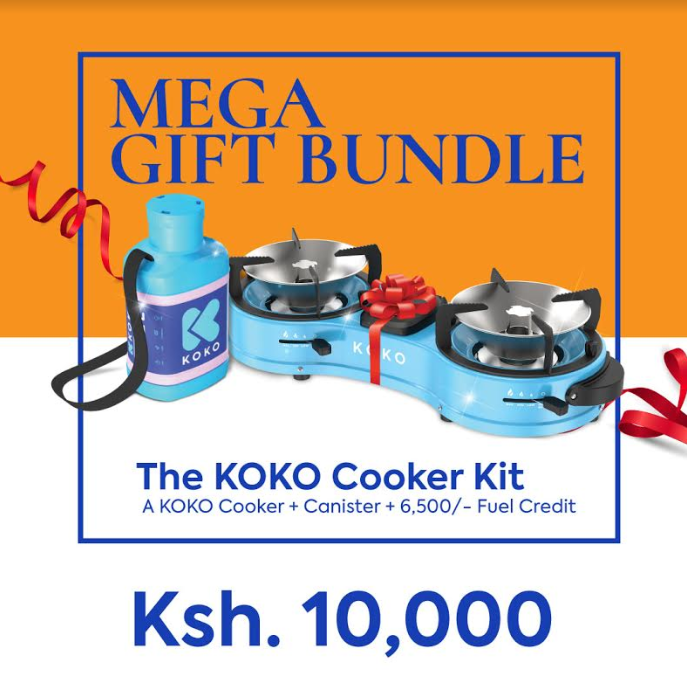 MEGA
GIFT BUNDLE
KOKO
KOKO
The KOKO Cooker Kit
A KOKO Cooker + Canister + 6,500/- Fuel Credit
Ksh. 10,000